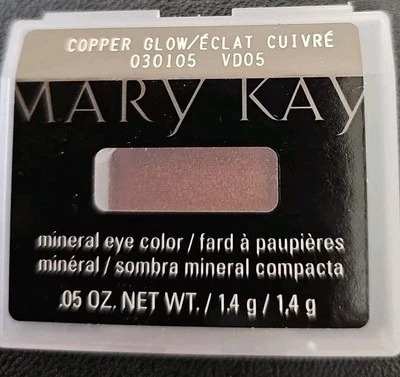 COPPER GLOW/ÉCLAT CUIVRÉ
030105 VD05
MARY KAY
mineral eye color / fard à paupières
minéral / sombra mineral compacta
.05 OZ. NET WT. / 1.4 g / 1,4 g